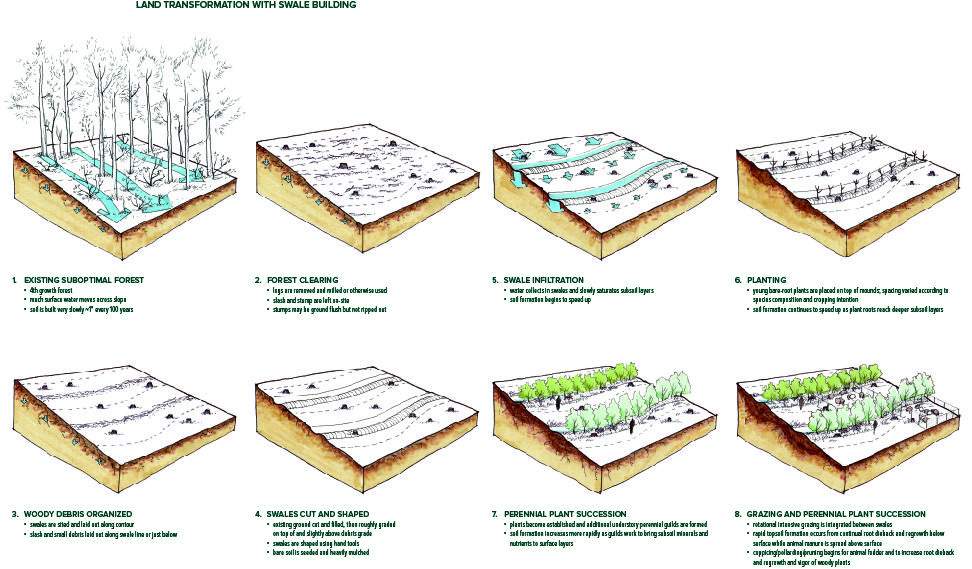 LAND TRANSFORMATION WITH SWALE BUILDING
1. EXISTING SUBOPTIMAL FOREST
• 4th growth forest
• much surface water moves across slope
• soil is built very slowly ~1" every 100 years
2. FOREST CLEARING
• logs are removed and milled or otherwise used
• slash and stump are left on-site
• stumps may be ground flush but not ripped out
5. SWALE INFILTRATION
• water collects in swales and slowly saturates subsoil layers
• soil formation begins to speed up
6. PLANTING
• young bare-root plants are placed on top of mounds; spacing varied according to
species composition and cropping intention
• soil formation continues to speed up as plant roots reach deeper subsoil layers
3. WOODY DEBRIS ORGANIZED
• swales are sited and laid out along contour
• slash and small debris laid out along swale line or just below
4. SWALES CUT AND SHAPED
• existing ground cut and filled, then roughly graded
on top of and slightly above debris grade
• swales are shaped using hand tools
• bare soil is seeded and heavily mulched
7. PERENNIAL PLANT SUCCESSION
• plants become established and additional understory perennial guilds are formed
• soil formation increases more rapidly as guilds work to bring subsoil minerals and
nutrients to surface layers
8. GRAZING AND PERENNIAL PLANT SUCCESSION
• rotational intensive grazing is integrated between swales
• rapid topsoil formation occurs from continual root dieback and regrowth below
surface while animal manure is spread above surface
• coppicing/pollarding/pruning begins for animal fodder and to increase root dieback
and regrowth and vigor of woody plants